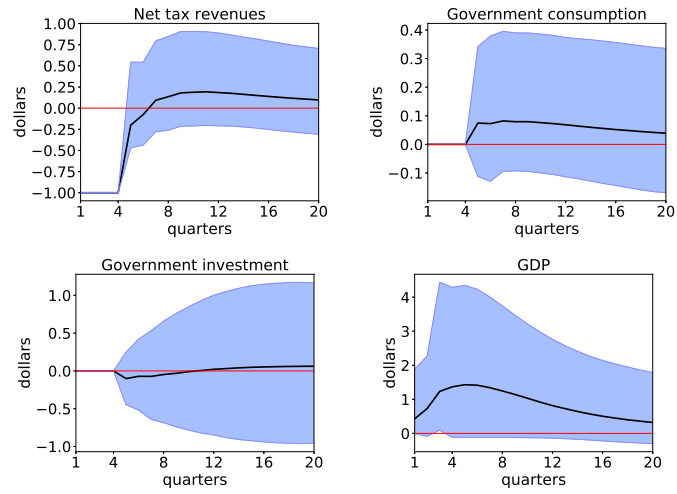 Net tax revenues
1.00
0.75
0.50
0.25
0.00
−0.25
−0.50
−0.75
−1.00
dollars
1 4 8 12 16 20
quarters
Government consumption
0.4
0.3
0.2
0.1
0.0
−0.1
dollars
1 4 8 12 16 20
quarters
Government investment
1.0
0.5
0.0
−0.5
−1.0
dollars
1 4 8 12 16 20
quarters
GDP
4
3
2
1
0
dollars
1 4 8 12 16 20
quarters